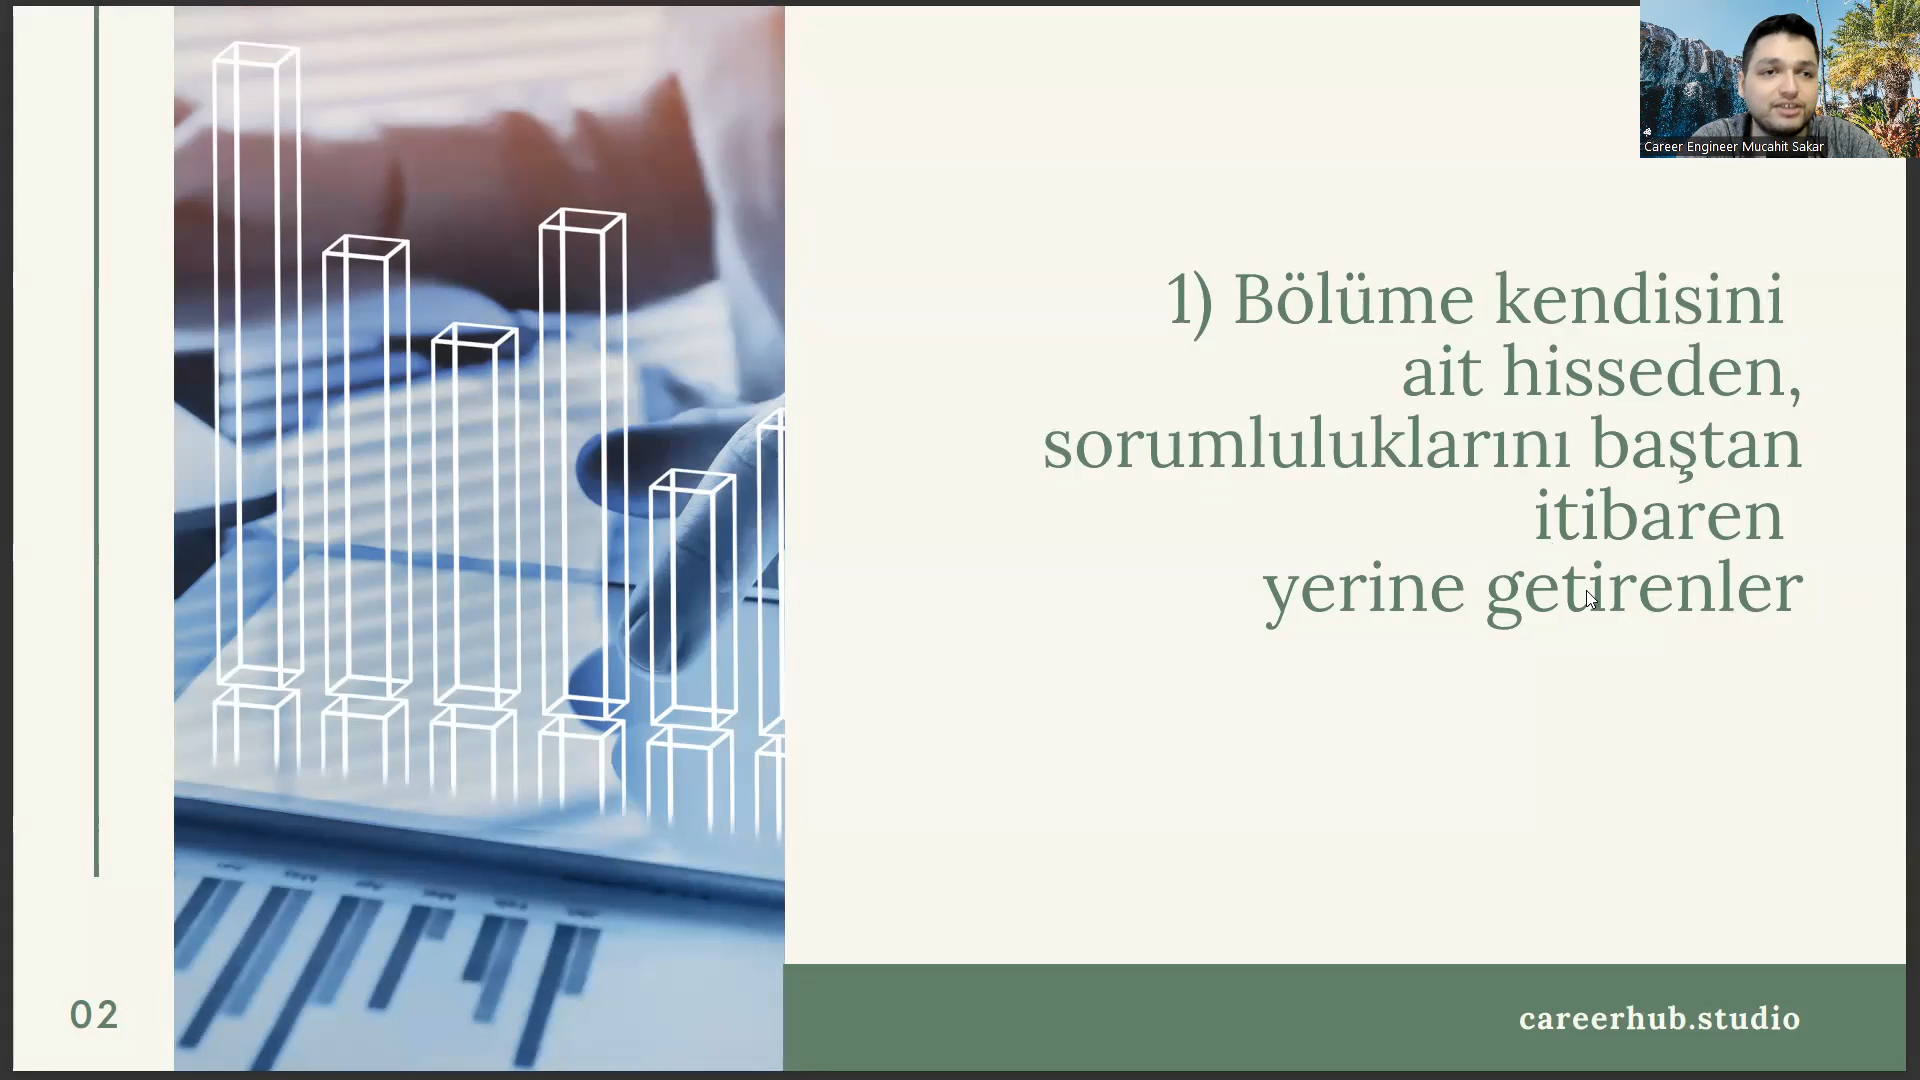 Career Engineer Mucahit Sakar
1) Bölüme kendisini
ait hisseden,
sorumluluklarını baştan
itibaren
yerine getirenler
02
careerhub.studio